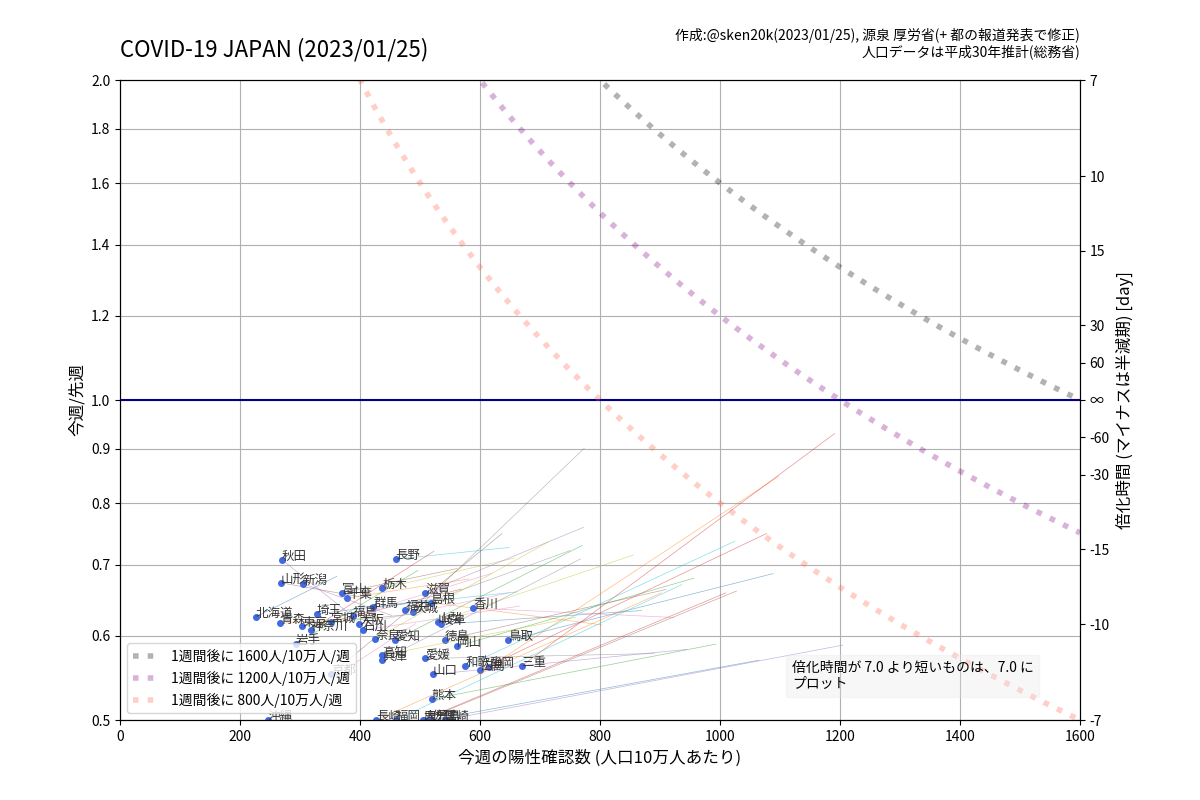 COVID-19 JAPAN (2023/01/25)
作成:@sken20k(2023/01/25), 源泉 厚労省(+ 都の報道発表で修正)
人口データは平成30年推計(総務省)
2.0
1.8
1.6
1.4
1.2
1.0
0.9
0.8
0.7
0.6
0.5
今週/先週
7
10
15
30
60
∞
-60
-30
-15
-10
-7
倍化時間 (マイナスは半減期) [day]
秋田
長野
山形
新潟
富山
千葉
栃木
滋賀
島根
群馬
香川
北海道
青森
埼玉
宮城
福島
神奈川
石川
岩手
奈良
愛知
徳島
岡山
鳥取
高知
愛媛
和歌山
三重
山口
熊本
長崎
福岡
沖縄
1週間後に 1600人/10万人/週
1週間後に 1200人/10万人/週
1週間後に 800人/10万人/週
倍化時間が 7.0 より短いものは、7.0 に
プロット
0 200 400 600 800 1000 1200 1400 1600
今週の陽性確認数 (人口10万人あたり)